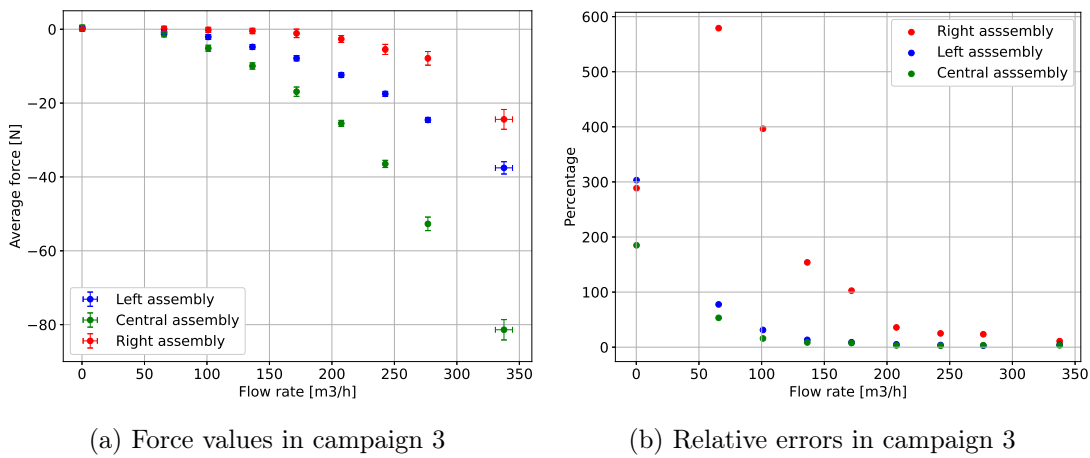 0
−20
−40
−60
−80
Average force [N]
Left assembly
Central assembly
Right assembly
0 50 100 150 200 250 300 350
Flow rate [m3/h]
(a) Force values in campaign 3
600
500
400
300
200
100
0
Percentage
Right asssembly
Left asssembly
Central asssembly
0 50 100 150 200 250 300 350
Flow rate [m3/h]
(b) Relative errors in campaign 3